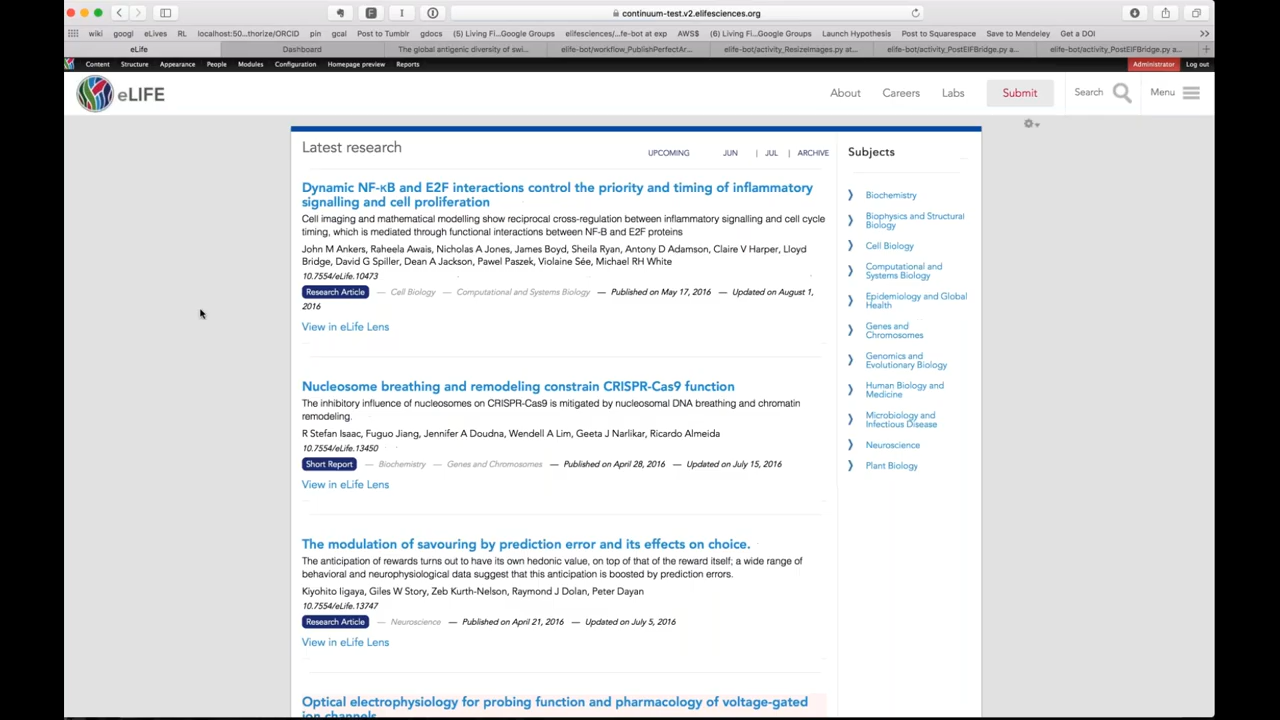 continuum-test.v2.elifesciences.org
wiki googl eLives RL localhost:50...thorize/ORCID pin gcal Post to Tumblr gdocs (5) Living Fi...Google Groups elifesciences/...fe-bot at exp AWS$ (6) Living Fi...Google Groups Launch Hypothesis Post to Squarespace Save to Mendeley Get a DOI
eLife Dashboard The global antigenic diversity of swi... elife-bot/workflow_PublishPerfectAr... elife-bot/activity_ResizeImages.py at... elife-bot/activity_PostEIFBridge.py a... elife-bot/activity_PostEIFBridge.py a...
Content Structure Appearance People Modules Configuration Homepage preview Reports Administrator Log out
eLIFE About Careers Labs Submit Search Menu
Latest research UPCOMING JUN | JUL | ARCHIVE
Dynamic NF-κB and E2F interactions control the priority and timing of inflammatory
signalling and cell proliferation
Cell imaging and mathematical modelling show reciprocal cross-regulation between inflammatory signalling and cell cycle
timing, which is mediated through functional interactions between NF-B and E2F proteins
John M Ankers, Raheela Awais, Nicholas A Jones, James Boyd, Sheila Ryan, Antony D Adamson, Claire V Harper, Lloyd
Bridge, David G Spiller, Dean A Jackson, Pawel Paszek, Violaine Sée, Michael RH White
10.7554/eLife.10473
Research Article — Cell Biology — Computational and Systems Biology — Published on May 17, 2016 — Updated on August 1,
2016
View in eLife Lens
Nucleosome breathing and remodeling constrain CRISPR-Cas9 function
The inhibitory influence of nucleosomes on CRISPR-Cas9 is mitigated by nucleosomal DNA breathing and chromatin
remodeling.
R Stefan Isaac, Fuguo Jiang, Jennifer A Doudna, Wendell A Lim, Geeta J Narlikar, Ricardo Almeida
10.7554/eLife.13450
Short Report — Biochemistry — Genes and Chromosomes — Published on April 28, 2016 — Updated on July 15, 2016
View in eLife Lens
The modulation of savouring by prediction error and its effects on choice.
The anticipation of rewards turns out to have its own hedonic value, on top of that of the reward itself; a wide range of
behavioral and neurophysiological data suggest that this anticipation is boosted by prediction errors.
Kiyohito Iigaya, Giles W Story, Zeb Kurth-Nelson, Raymond J Dolan, Peter Dayan
10.7554/eLife.13747
Research Article — Neuroscience — Published on April 21, 2016 — Updated on July 5, 2016
View in eLife Lens
Optical electrophysiology for probing function and pharmacology of voltage-gated
ion channels
Subjects
Biochemistry
Biophysics and Structural
Biology
Cell Biology
Computational and
Systems Biology
Epidemiology and Global
Health
Genes and
Chromosomes
Genomics and
Evolutionary Biology
Human Biology and
Medicine
Microbiology and
Infectious Disease
Neuroscience
Plant Biology